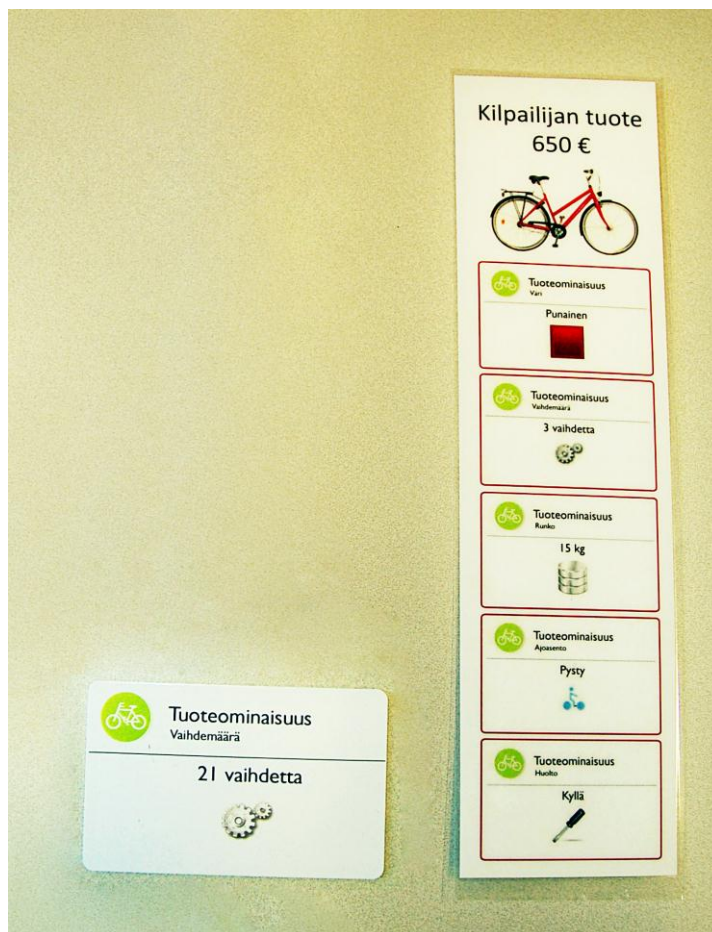 Kilpailijan tuote
650 €
Tuoteominaisuus
Väri
Punainen
Tuoteominaisuus
Vaihdemäärä
3 vaihdetta
Tuoteominaisuus
Runko
15 kg
Tuoteominaisuus
Ajoasento
Pysty
Tuoteominaisuus
Huolto
Kyllä
Tuoteominaisuus
Vaihdemäärä
21 vaihdetta